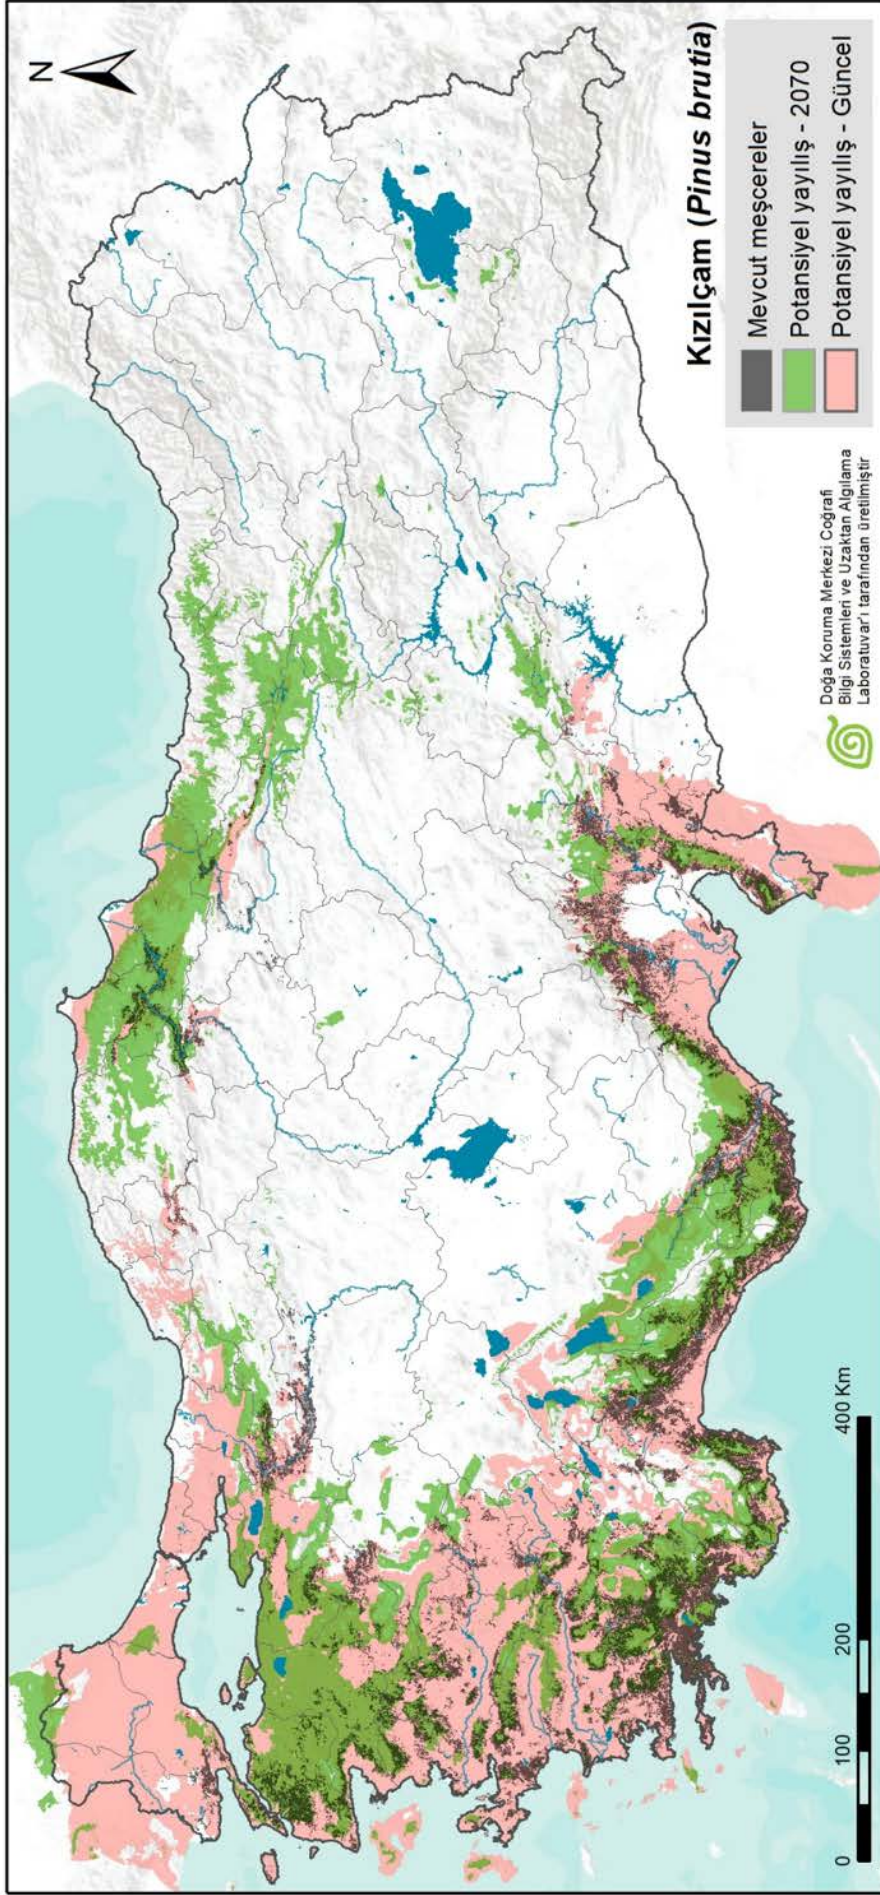 N
Kızılçam (Pinus brutia)
Mevcut meşcereler
Potansiyel yayılış - 2070
Potansiyel yayılış - Güncel
Doğa Koruma Merkezi Coğrafi
Bilgi Sistemleri ve Uzaktan Algılama
Laboratuvar'ı tarafından üretilmiştir
0 100 200 400 Km